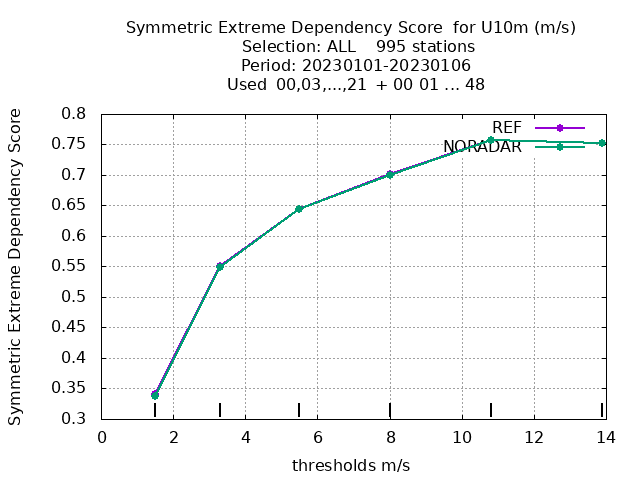 Symmetric Extreme Dependency Score  for U10m (m/s)
Selection: ALL    995 stations
Period: 20230101-20230106
Used  00,03,...,21  + 00 01 ... 48
Symmetric Extreme Dependency Score
0.8
0.75
0.7
0.65
0.6
0.55
0.5
0.45
0.4
0.35
0.3
REF
NORADAR
0 2 4 6 8 10 12 14
thresholds m/s